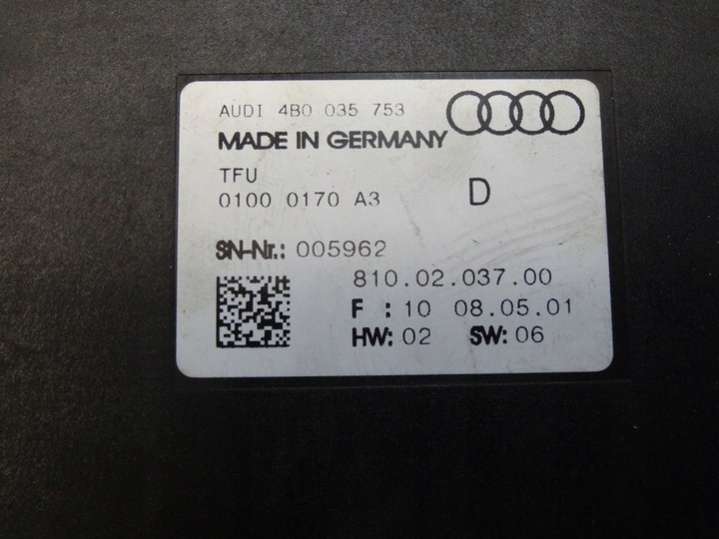 AUDI 4B0 035 753
MADE IN GERMANY
TFU
0100 0170 A3 D
SN-Nr.: 005962
810.02.037.00
F : 10 08.05.01
HW: 02 SW: 06